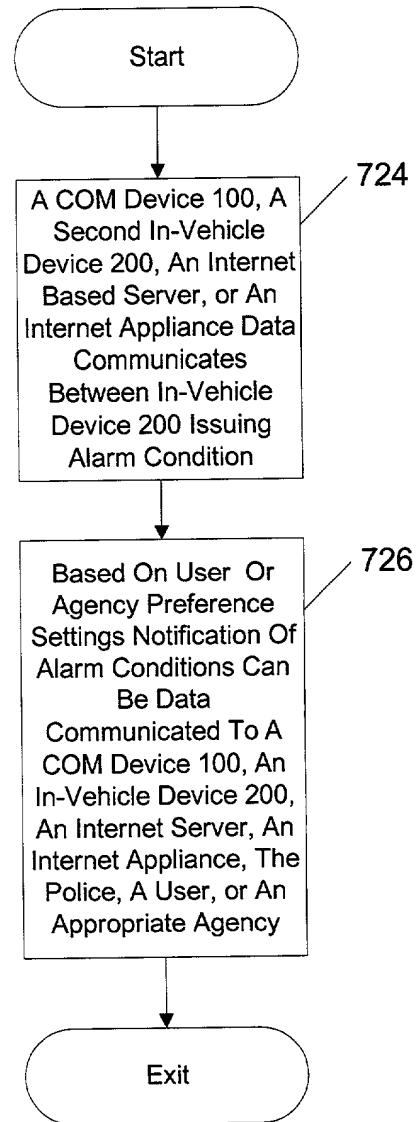 Start
724
A COM Device 100, A
Second In-Vehicle
Device 200, An Internet
Based Server, or An
Internet Appliance Data
Communicates
Between In-Vehicle
Device 200 Issuing
Alarm Condition
726
Based On User Or
Agency Preference
Settings Notification Of
Alarm Conditions Can
Be Data
Communicated To A
COM Device 100, An
In-Vehicle Device 200,
An Internet Server, An
Internet Appliance, The
Police, A User, or An
Appropriate Agency
Exit